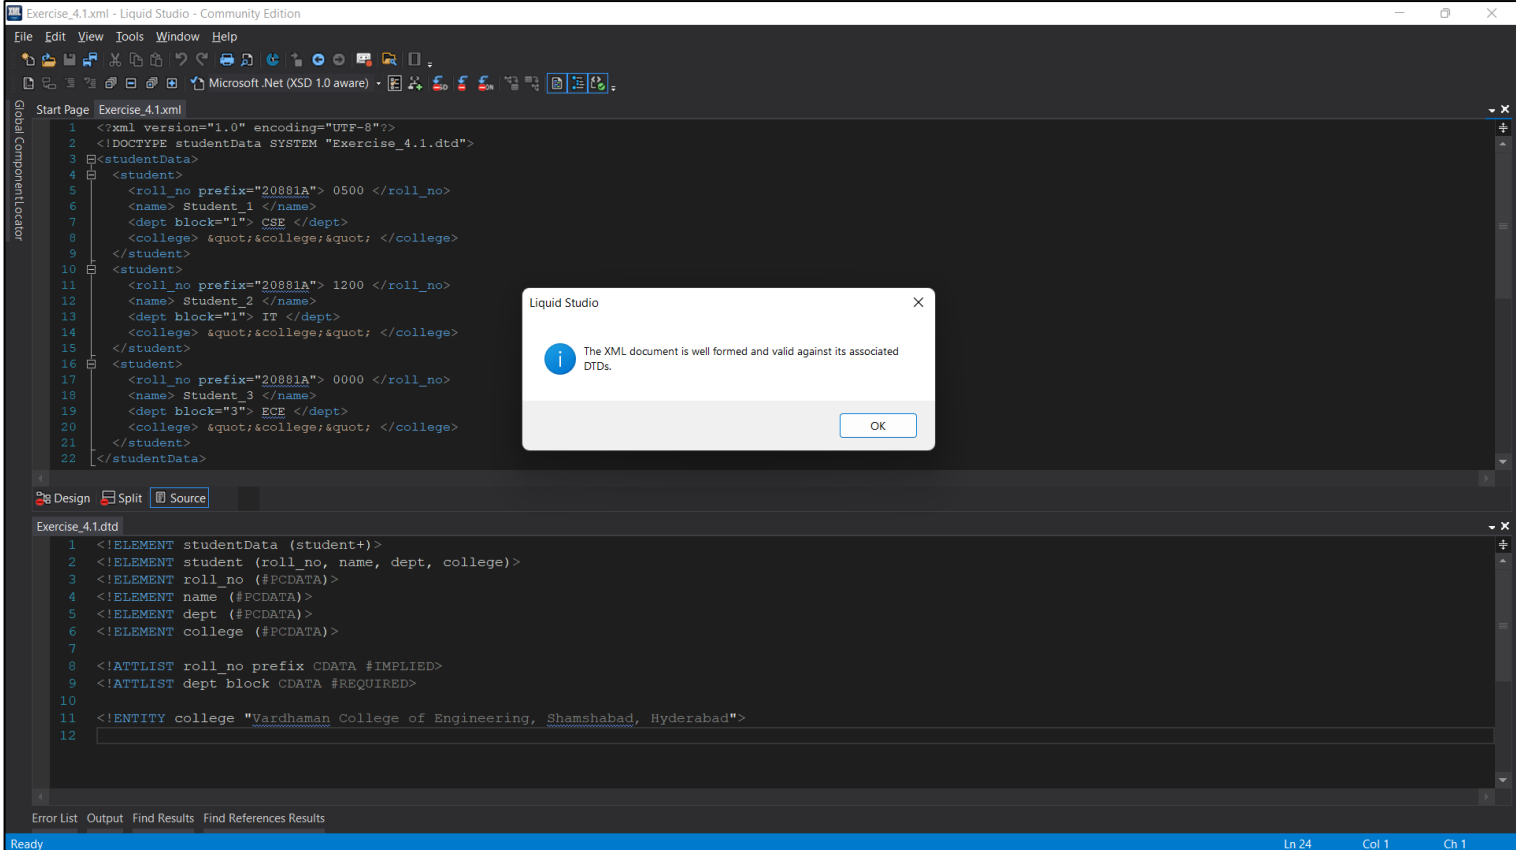 Exercise_4.1.xml - Liquid Studio - Community Edition
File Edit View Tools Window Help
Microsoft .Net (XSD 1.0 aware)
Global Component Locator
Start Page Exercise_4.1.xml
1 <?xml version="1.0" encoding="UTF-8"?>
2 <!DOCTYPE studentData SYSTEM "Exercise_4.1.dtd">
3 <studentData>
4 <student>
5 <roll_no prefix="20881A"> 0500 </roll_no>
6 <name> Student_1 </name>
7 <dept block="1"> CSE </dept>
8 <college> &quot;&college;&quot; </college>
9 </student>
10 <student>
11 <roll_no prefix="20881A"> 1200 </roll_no>
12 <name> Student_2 </name>
13 <dept block="1"> IT </dept>
14 <college> &quot;&college;&quot; </college>
15 </student>
16 <student>
17 <roll_no prefix="20881A"> 0000 </roll_no>
18 <name> Student_3 </name>
19 <dept block="3"> ECE </dept>
20 <college> &quot;&college;&quot; </college>
21 </student>
22 </studentData>
Liquid Studio
The XML document is well formed and valid against its associated
DTDs.
OK
Design Split Source
Exercise_4.1.dtd
1 <!ELEMENT studentData (student+)>
2 <!ELEMENT student (roll_no, name, dept, college)>
3 <!ELEMENT roll_no (#PCDATA)>
4 <!ELEMENT name (#PCDATA)>
5 <!ELEMENT dept (#PCDATA)>
6 <!ELEMENT college (#PCDATA)>
7
8 <!ATTLIST roll_no prefix CDATA #IMPLIED>
9 <!ATTLIST dept block CDATA #REQUIRED>
10
11 <!ENTITY college "Vardhaman College of Engineering, Shamshabad, Hyderabad">
12
Error List Output Find Results Find References Results
Ready Ln 24 Col 1 Ch 1